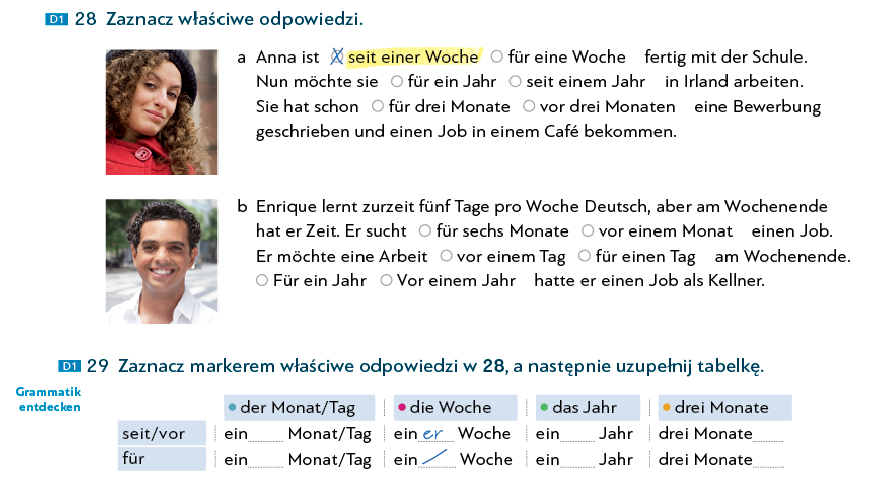 D1 28 Zaznacz właściwe odpowiedzi.
a Anna ist X seit einer Woche ○ für eine Woche fertig mit der Schule.
Nun möchte sie ○ für ein Jahr ○ seit einem Jahr in Irland arbeiten.
Sie hat schon ○ für drei Monate ○ vor drei Monaten eine Bewerbung
geschrieben und einen Job in einem Café bekommen.
b Enrique lernt zurzeit fünf Tage pro Woche Deutsch, aber am Wochenende
hat er Zeit. Er sucht ○ für sechs Monate ○ vor einem Monat einen Job.
Er möchte eine Arbeit ○ vor einem Tag ○ für einen Tag am Wochenende.
○ Für ein Jahr ○ Vor einem Jahr hatte er einen Job als Kellner.
D1 29 Zaznacz markerem właściwe odpowiedzi w 28, a następnie uzupełnij tabelkę.
Grammatik
entdecken
• der Monat/Tag • die Woche • das Jahr • drei Monate
seit/vor ein____ Monat/Tag einer Woche ein____ Jahr drei Monate____
für ein____ Monat/Tag ein/ Woche ein____ Jahr drei Monate____